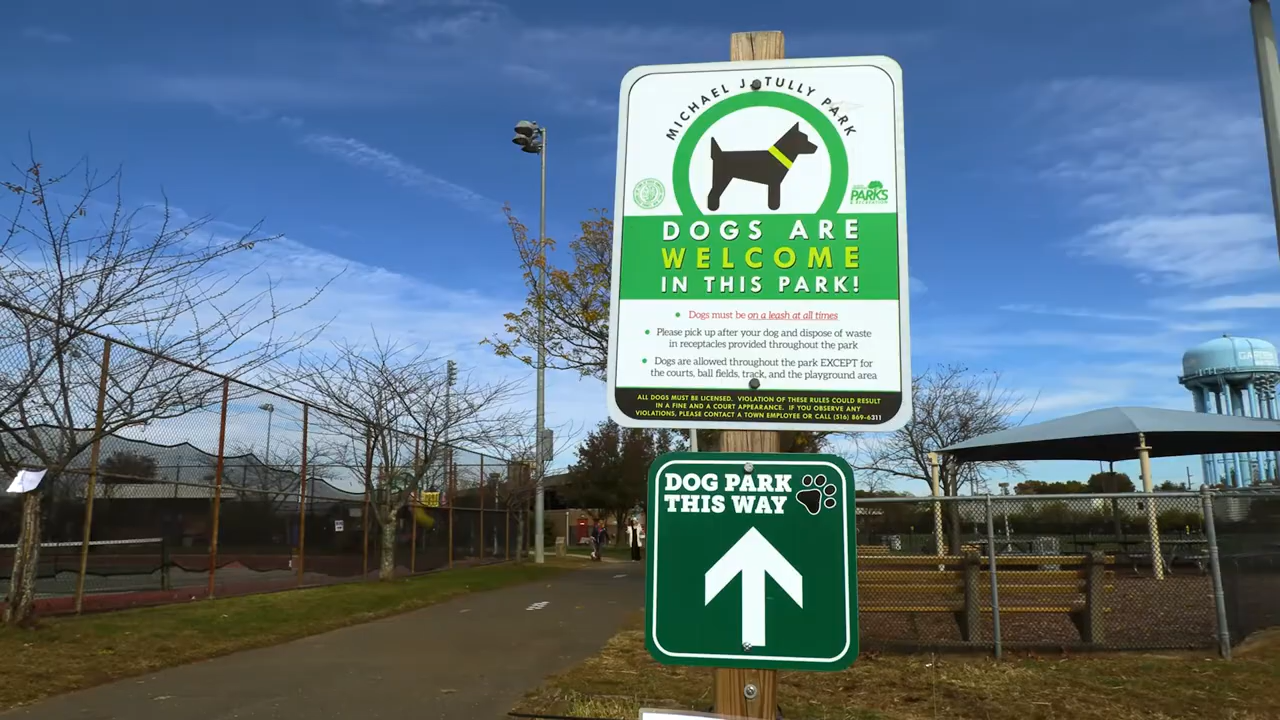 MICHAEL J. TULLY PARK
PARKS
& RECREATION
DOGS ARE
WELCOME
IN THIS PARK!
Dogs must be on a leash at all times
Please pick up after your dog and dispose of waste
in receptacles provided throughout the park
Dogs are allowed throughout the park EXCEPT for
the courts, ball fields, track, and the playground area
ALL DOGS MUST BE LICENSED. VIOLATION OF THESE RULES COULD RESULT
IN A FINE AND A COURT APPEARANCE. IF YOU OBSERVE ANY
VIOLATIONS, PLEASE CONTACT A TOWN EMPLOYEE OR CALL (516) 869-6311
DOG PARK
THIS WAY